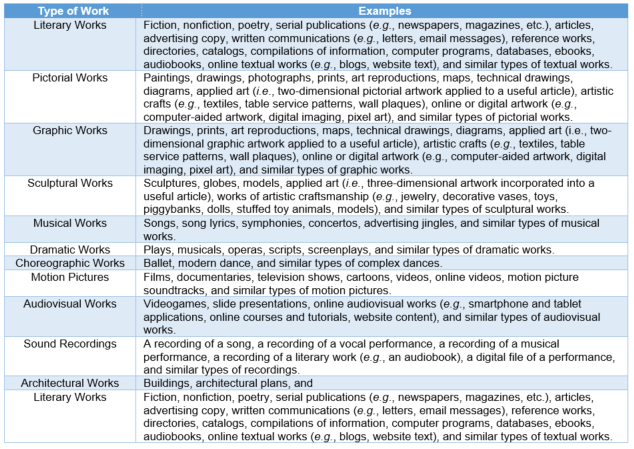 Type of Work Examples
Literary Works Fiction, nonfiction, poetry, serial publications (e.g., newspapers, magazines, etc.), articles,
advertising copy, written communications (e.g., letters, email messages), reference works,
directories, catalogs, compilations of information, computer programs, databases, ebooks,
audiobooks, online textual works (e.g., blogs, website text), and similar types of textual works.
Pictorial Works Paintings, drawings, photographs, prints, art reproductions, maps, technical drawings,
diagrams, applied art (i.e., two-dimensional pictorial artwork applied to a useful article), artistic
crafts (e.g., textiles, table service patterns, wall plaques), online or digital artwork (e.g.,
computer-aided artwork, digital imaging, pixel art), and similar types of pictorial works.
Graphic Works Drawings, prints, art reproductions, maps, technical drawings, diagrams, applied art (i.e., two-
dimensional graphic artwork applied to a useful article), artistic crafts (e.g., textiles, table
service patterns, wall plaques), online or digital artwork (e.g., computer-aided artwork, digital
imaging, pixel art), and similar types of graphic works.
Sculptural Works Sculptures, globes, models, applied art (i.e., three-dimensional artwork incorporated into a
useful article), works of artistic craftsmanship (e.g., jewelry, decorative vases, toys,
piggybanks, dolls, stuffed toy animals, models), and similar types of sculptural works.
Musical Works Songs, song lyrics, symphonies, concertos, advertising jingles, and similar types of musical
works.
Dramatic Works Plays, musicals, operas, scripts, screenplays, and similar types of dramatic works.
Choreographic Works Ballet, modern dance, and similar types of complex dances.
Motion Pictures Films, documentaries, television shows, cartoons, videos, online videos, motion picture
soundtracks, and similar types of motion pictures.
Audiovisual Works Videogames, slide presentations, online audiovisual works (e.g., smartphone and tablet
applications, online courses and tutorials, website content), and similar types of audiovisual
works.
Sound Recordings A recording of a song, a recording of a vocal performance, a recording of a musical
performance, a recording of a literary work (e.g., an audiobook), a digital file of a performance,
and similar types of recordings.
Architectural Works Buildings, architectural plans, and
Literary Works Fiction, nonfiction, poetry, serial publications (e.g., newspapers, magazines, etc.), articles,
advertising copy, written communications (e.g., letters, email messages), reference works,
directories, catalogs, compilations of information, computer programs, databases, ebooks,
audiobooks, online textual works (e.g., blogs, website text), and similar types of textual works.